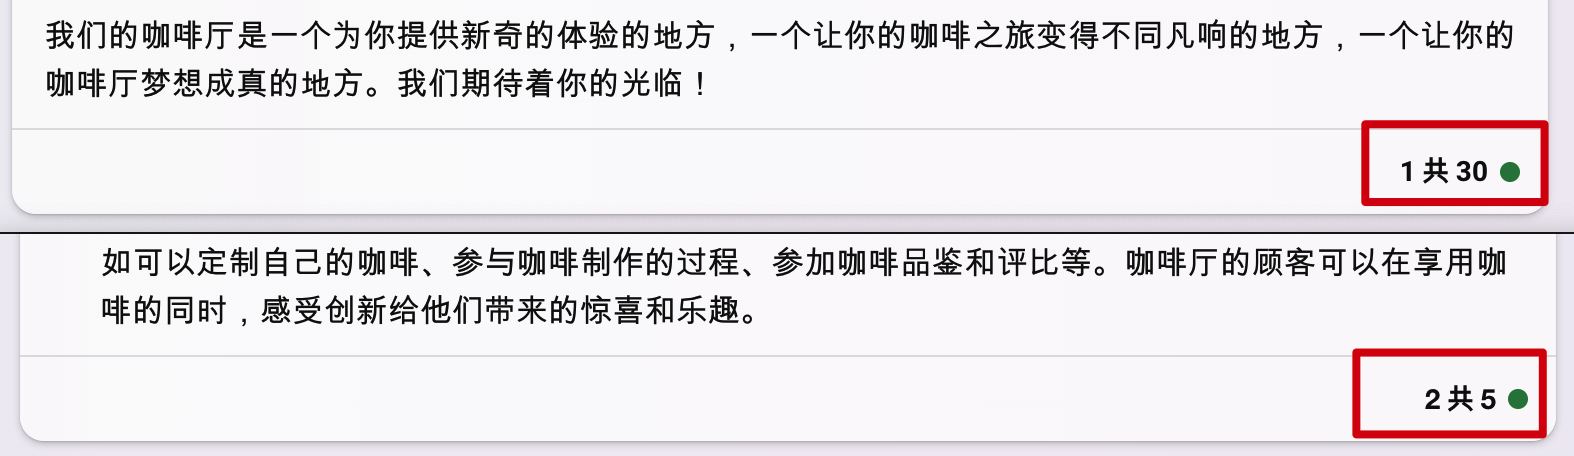 我们的咖啡厅是一个为你提供新奇的体验的地方，一个让你的咖啡之旅变得不同凡响的地方，一个让你的
咖啡厅梦想成真的地方。我们期待着你的光临！
1 共 30
如可以定制自己的咖啡、参与咖啡制作的过程、参加咖啡品鉴和评比等。咖啡厅的顾客可以在享用咖
啡的同时，感受创新给他们带来的惊喜和乐趣。
2 共 5